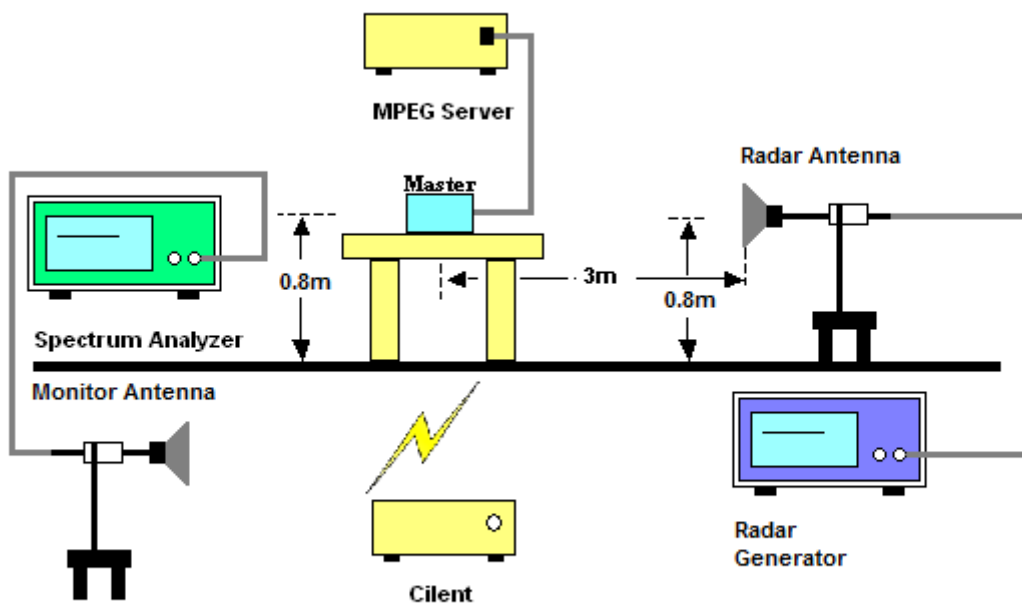 MPEG Server
Radar Antenna
Master
0.8m
3m
0.8m
Spectrum Analyzer
Monitor Antenna
Radar
Generator
Cilent